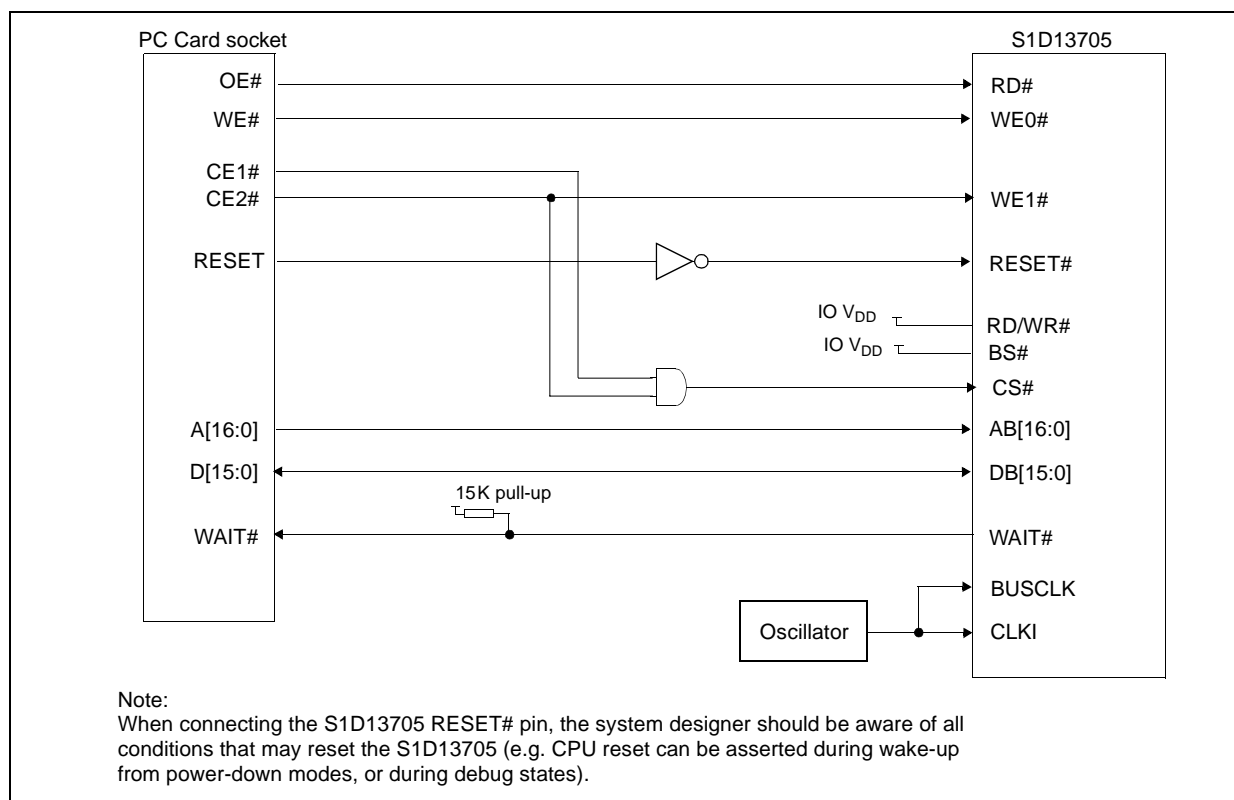 PC Card socket
S1D13705
OE#
RD#
WE#
WE0#
CE1#
CE2#
WE1#
RESET
RESET#
IO VDD
RD/WR#
IO VDD
BS#
CS#
A[16:0]
AB[16:0]
D[15:0]
DB[15:0]
15K pull-up
WAIT#
WAIT#
BUSCLK
Oscillator
CLKI
Note:
When connecting the S1D13705 RESET# pin, the system designer should be aware of all
conditions that may reset the S1D13705 (e.g. CPU reset can be asserted during wake-up
from power-down modes, or during debug states).